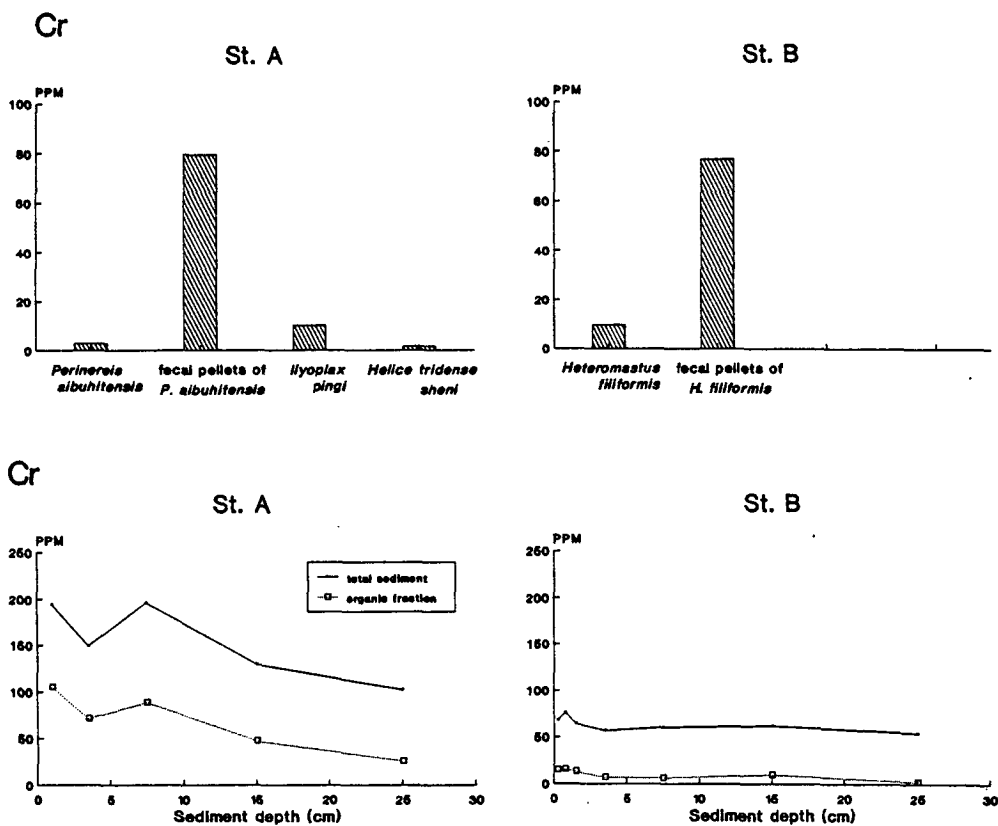 Cr
St. A
St. B
PPM
100
80
60
40
20
0
Perinereis
aibuhitensis
fecal pellets of
P. aibuhitensis
Ilyoplax
pingi
Helice tridense
sheni
PPM
100
80
60
40
20
0
Heteromastus
filiformis
fecal pellets of
H. filiformis
Cr
St. A
St. B
PPM
250
200
150
100
50
0
total sediment
organic fraction
0 5 10 15 20 25 30
Sediment depth (cm)
PPM
250
200
150
100
50
0
0 5 10 15 20 25 30
Sediment depth (cm)